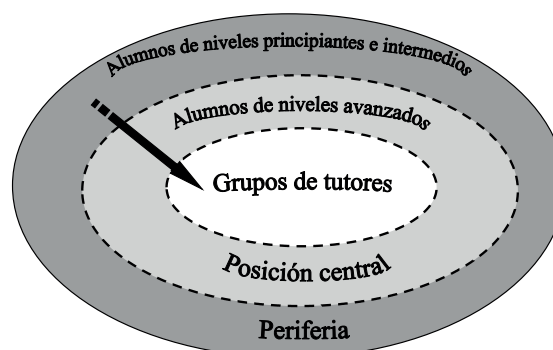 Alumnos de niveles principiantes e intermedios
Alumnos de niveles avanzados
Grupos de tutores
Posición central
Periferia